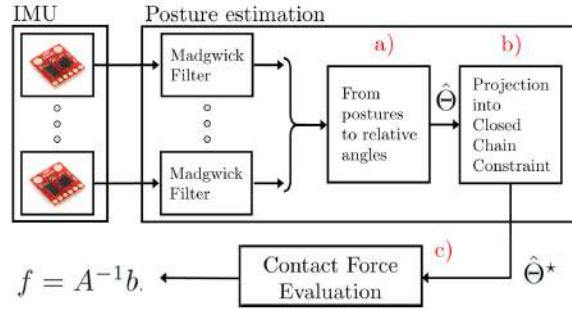 IMU
Posture estimation
Madgwick
Filter
Madgwick
Filter
a)
From
postures
to relative
angles
Θ̂
b)
Projection
into
Closed
Chain
Constraint
c)
Θ̂*
Contact Force
Evaluation
f = A⁻¹b.